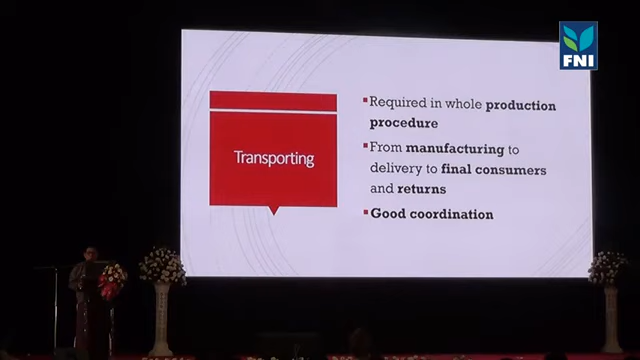 FNI
Transporting
Required in whole production
procedure
From manufacturing to
delivery to final consumers
and returns
Good coordination